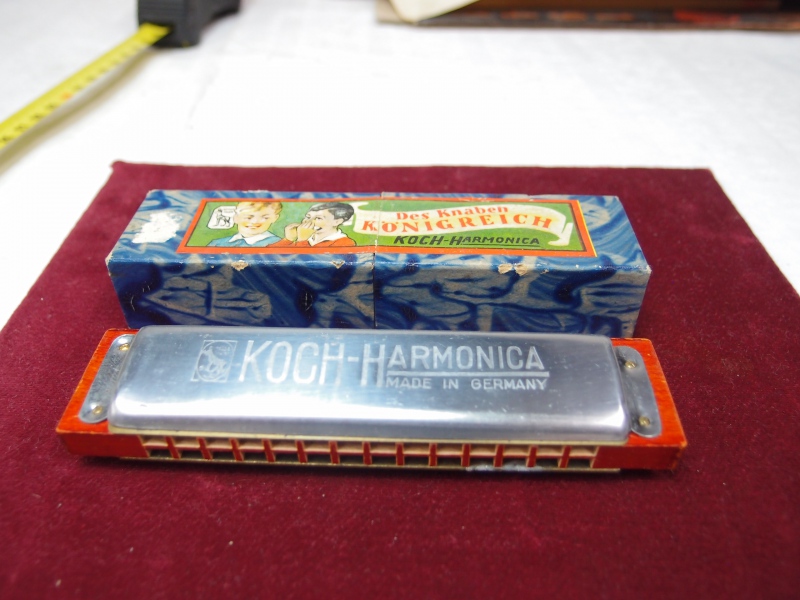 Des Knaben
KÖNIGREICH
KOCH-HARMONICA
KOCH-HARMONICA
MADE IN GERMANY